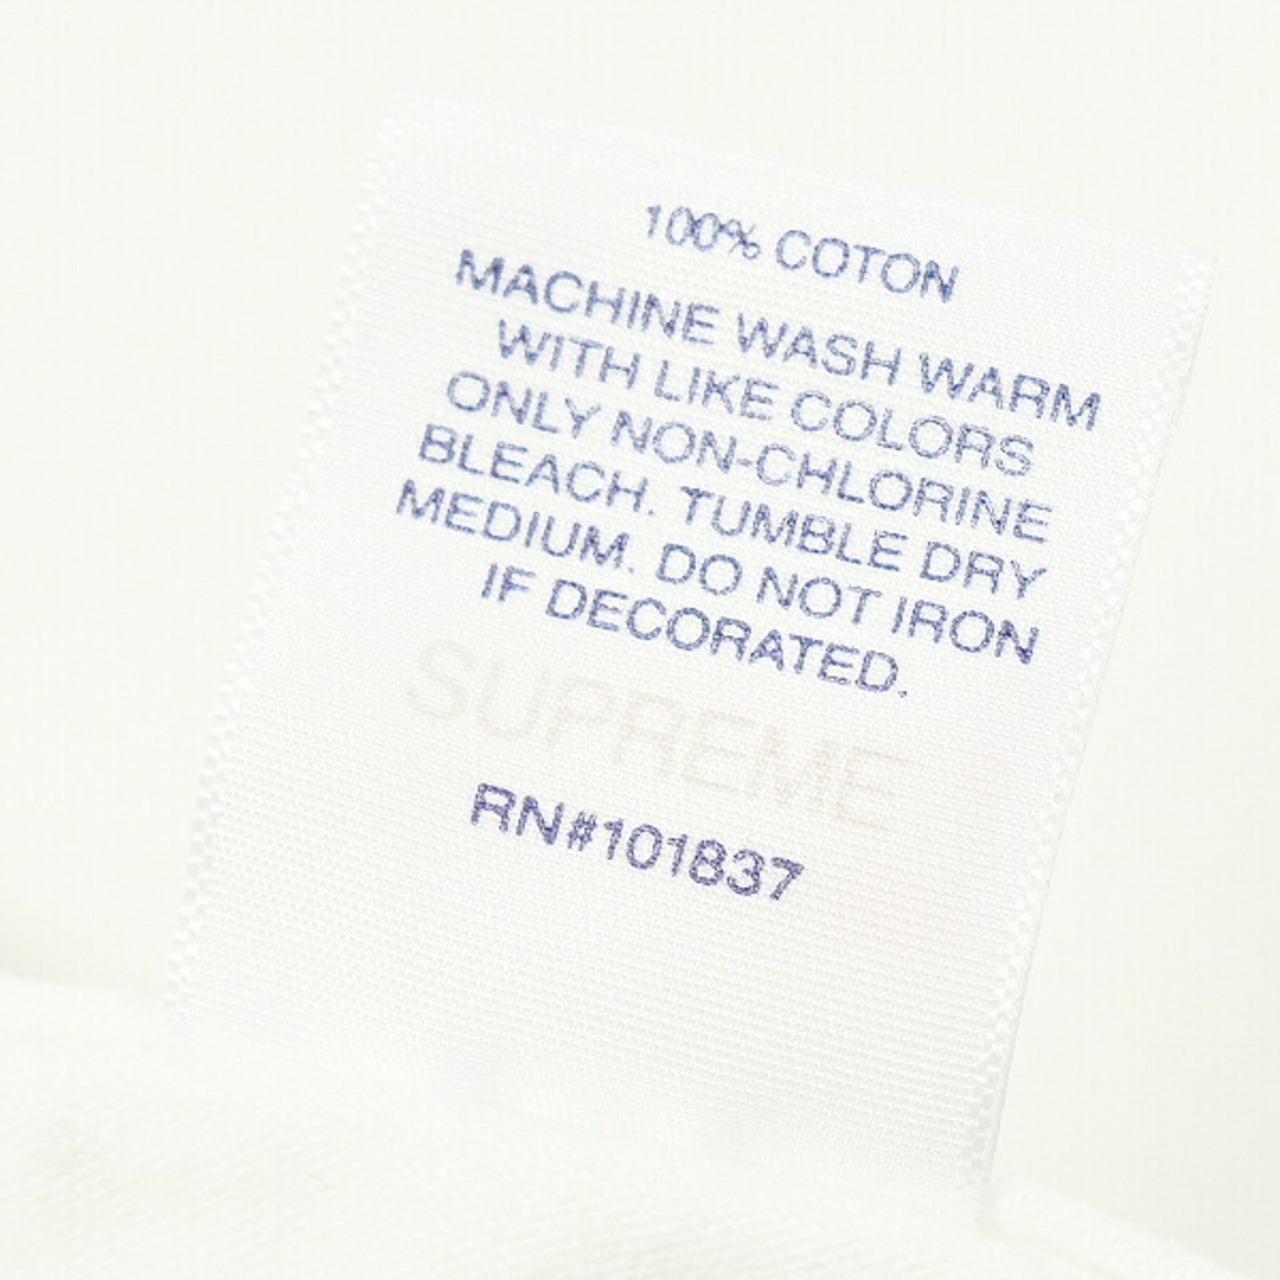 100% COTON
MACHINE WASH WARM
WITH LIKE COLORS
ONLY NON-CHLORINE
BLEACH. TUMBLE DRY
MEDIUM. DO NOT IRON
IF DECORATED.
SUPREME
RN#101837